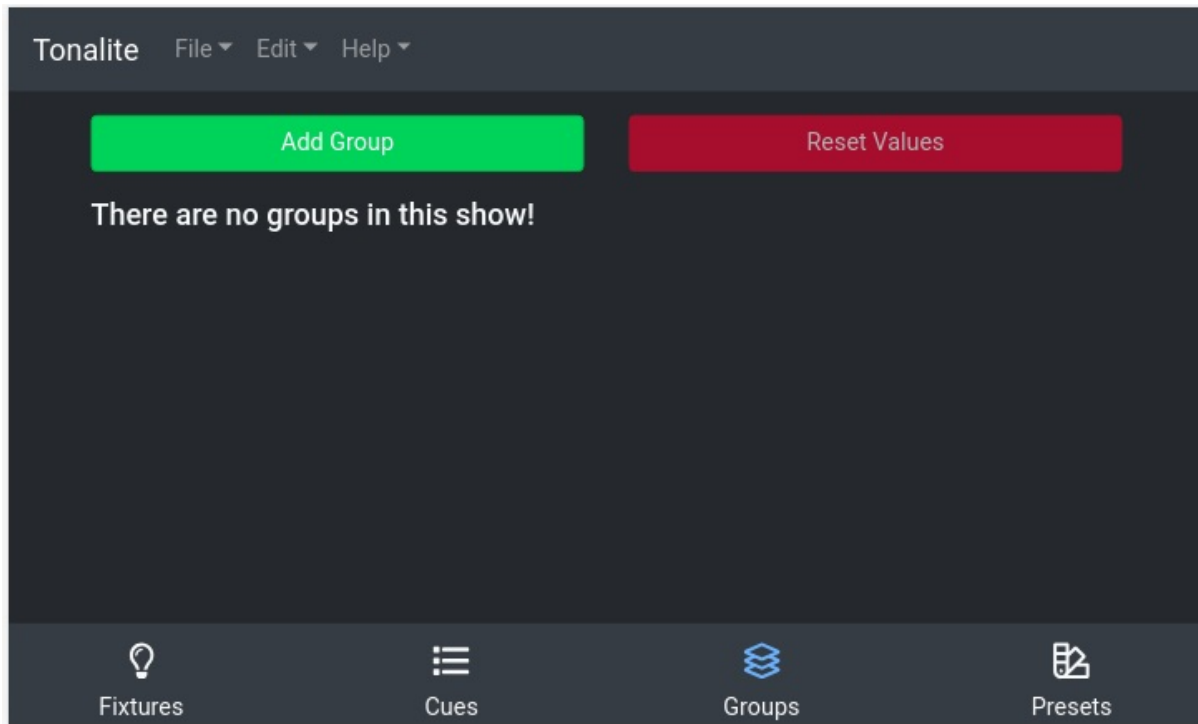 Tonalite File Edit Help
Add Group Reset Values
There are no groups in this show!
Fixtures Cues Groups Presets